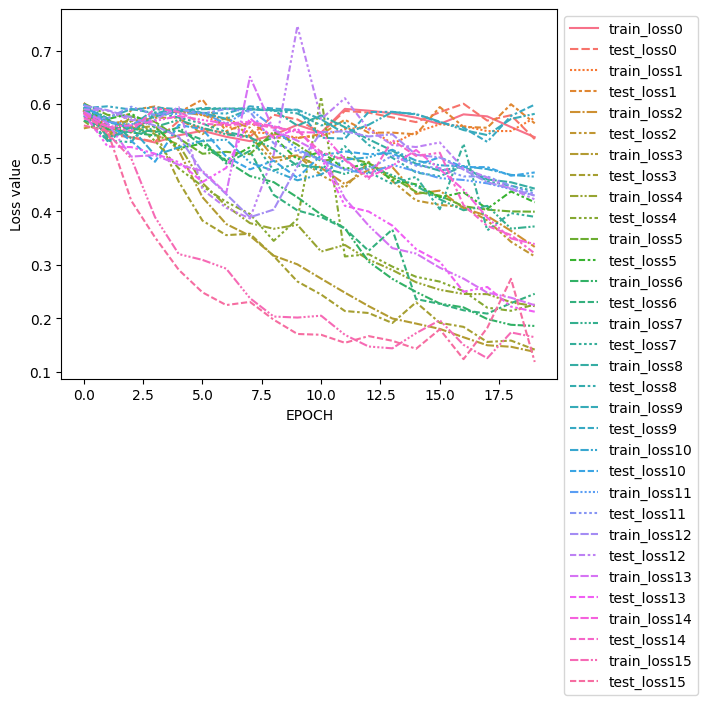 0.7
0.6
0.5
0.4
0.3
0.2
0.1
Loss value
0.0 2.5 5.0 7.5 10.0 12.5 15.0 17.5
EPOCH
train_loss0
test_loss0
train_loss1
test_loss1
train_loss2
test_loss2
train_loss3
test_loss3
train_loss4
test_loss4
train_loss5
test_loss5
train_loss6
test_loss6
train_loss7
test_loss7
train_loss8
test_loss8
train_loss9
test_loss9
train_loss10
test_loss10
train_loss11
test_loss11
train_loss12
test_loss12
train_loss13
test_loss13
train_loss14
test_loss14
train_loss15
test_loss15